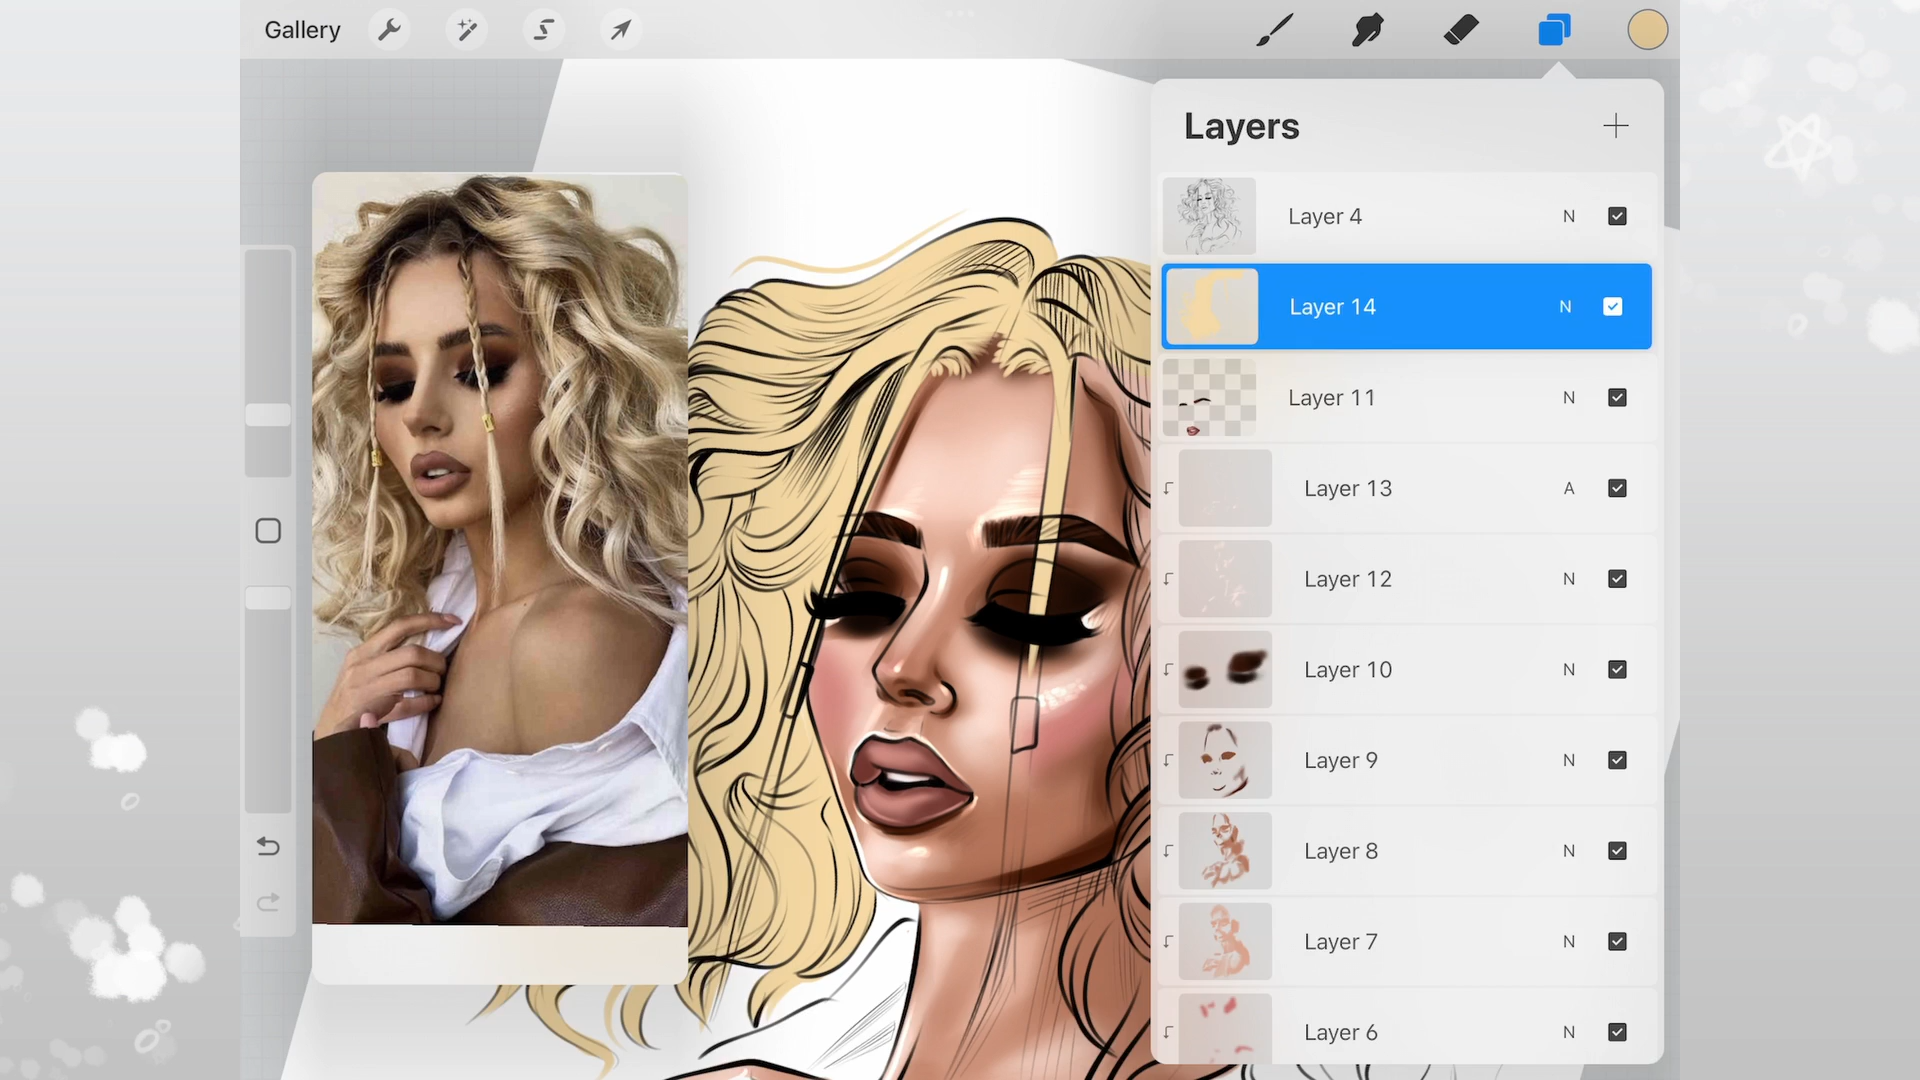 Gallery
Layers
Layer 4 N
Layer 14 N
Layer 11 N
Layer 13 A
Layer 12 N
Layer 10 N
Layer 9 N
Layer 8 N
Layer 7 N
Layer 6 N